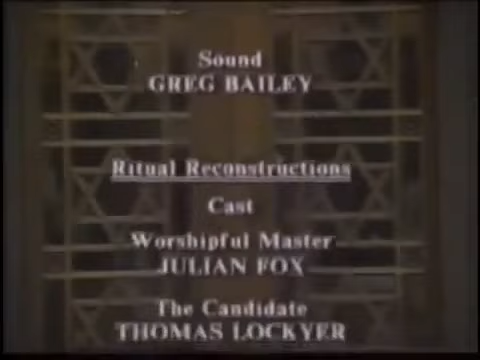 Sound
GREG BAILEY
Ritual Reconstructions
Cast
Worshipful Master
JULIAN FOX
The Candidate
THOMAS LOCKYER